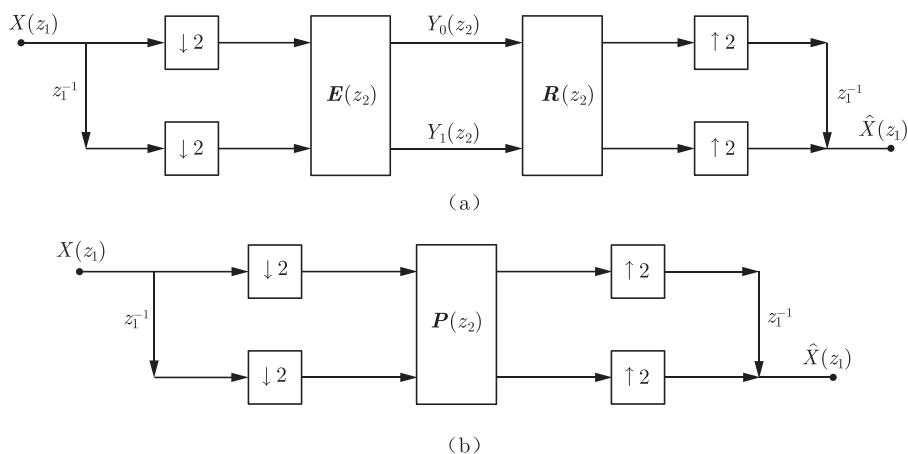 X(z₁)
↓2
Y₀(z₂)
↑2
z₁⁻¹
E(z₂)
R(z₂)
z₁⁻¹
X̂(z₁)
↓2
Y₁(z₂)
↑2
（a）
X(z₁)
↓2
↑2
z₁⁻¹
P(z₂)
z₁⁻¹
X̂(z₁)
↓2
↑2
（b）